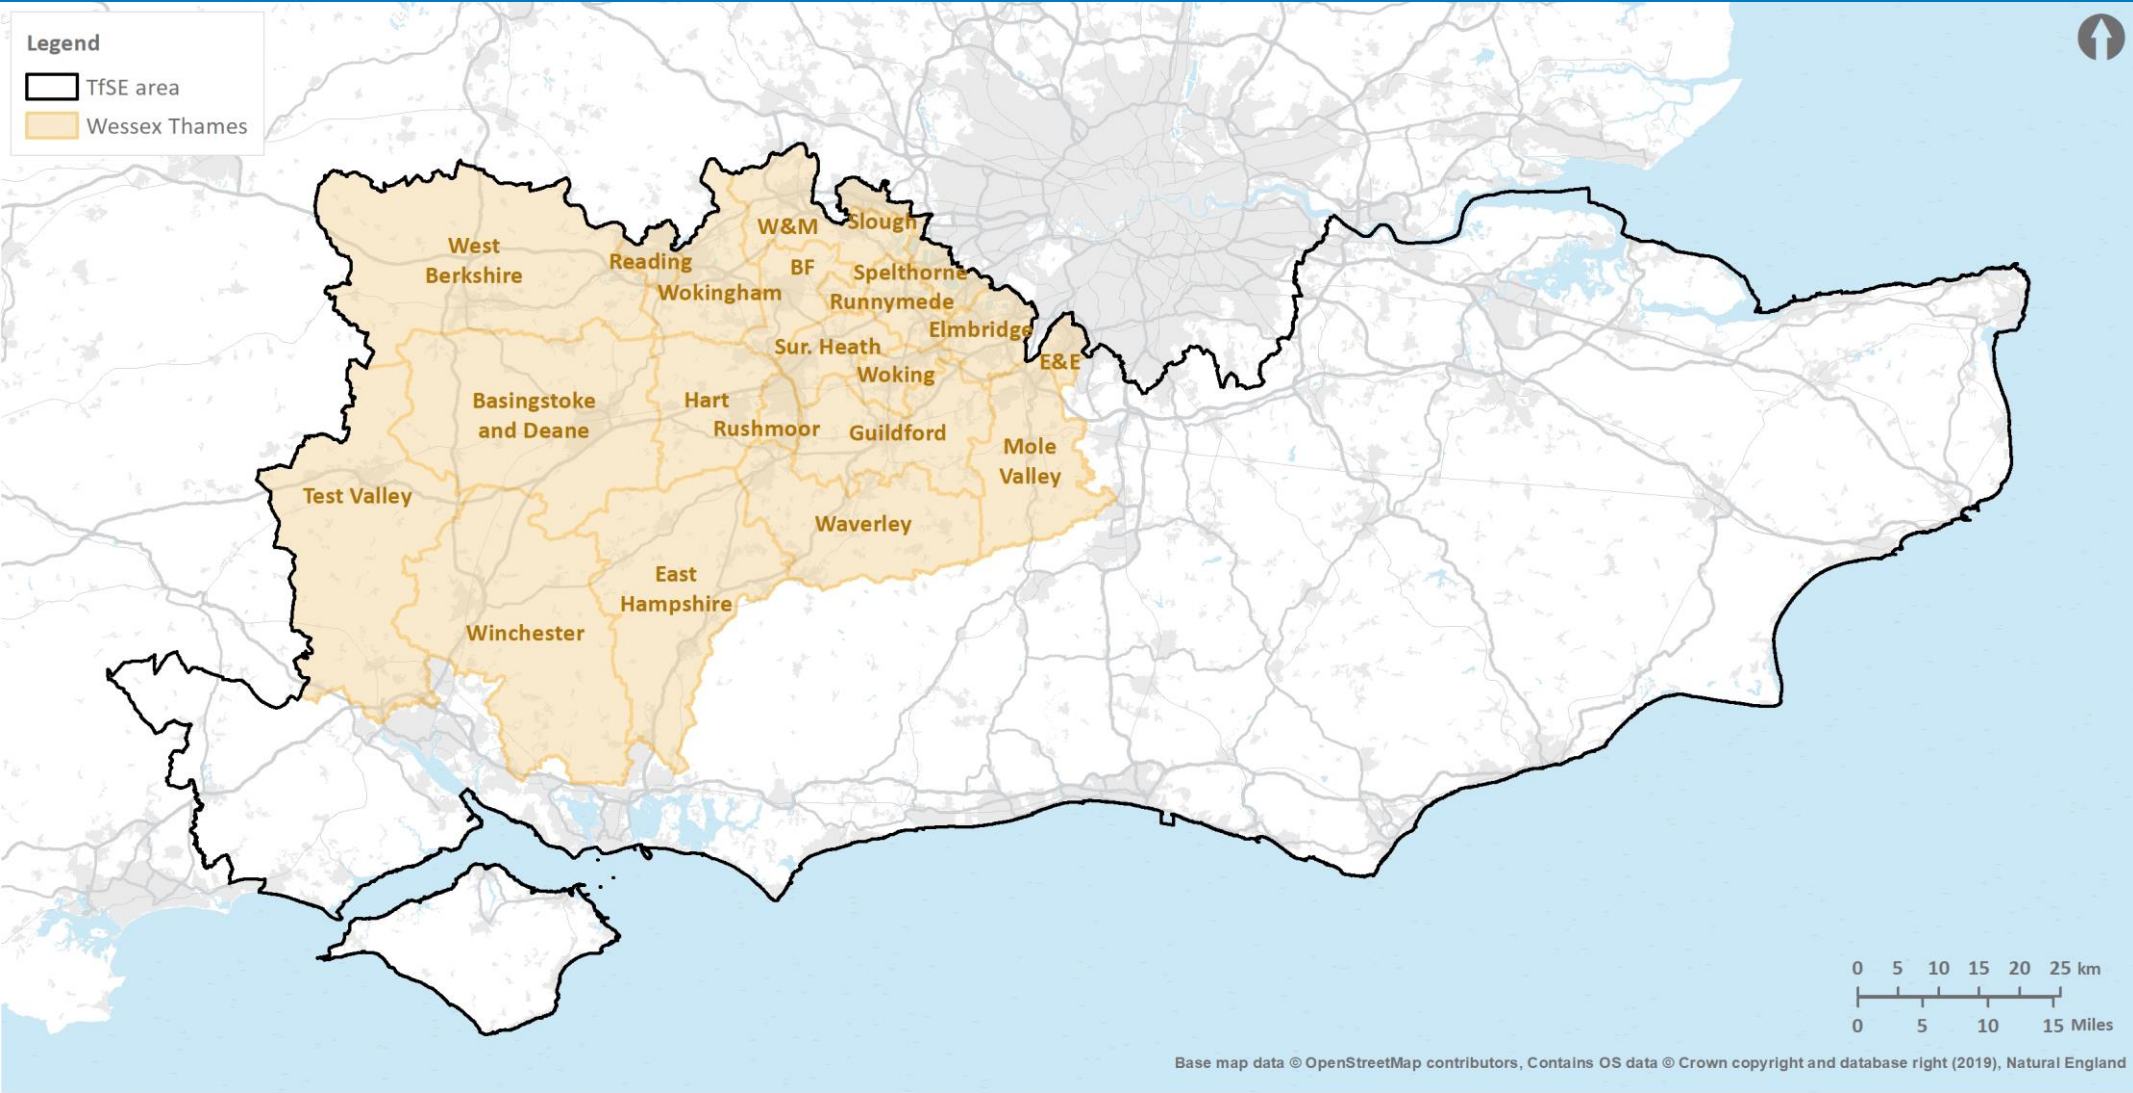 Legend
TfSE area
Wessex Thames
W&M
Slough
West
Berkshire
Reading
BF
Spelthorne
Wokingham
Runnymede
Elmbridge
Sur. Heath
E&E
Woking
Basingstoke
and Deane
Hart
Rushmoor
Guildford
Mole
Valley
Test Valley
Waverley
East
Hampshire
Winchester
0 5 10 15 20 25 km
0 5 10 15 Miles
Base map data © OpenStreetMap contributors, Contains OS data © Crown copyright and database right (2019), Natural England